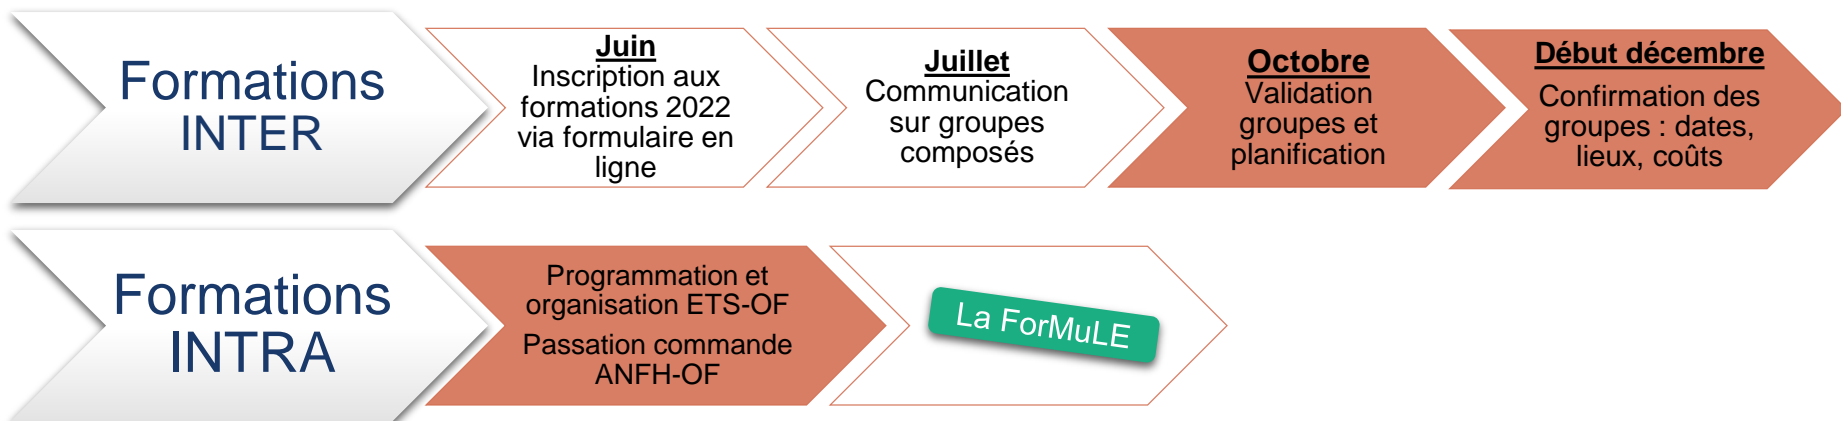 Formations
INTER
Juin
Inscription aux
formations 2022
via formulaire en
ligne
Juillet
Communication
sur groupes
composés
Octobre
Validation
groupes et
planification
Début décembre
Confirmation des
groupes : dates,
lieux, coûts
Formations
INTRA
Programmation et
organisation ETS-OF
Passation commande
ANFH-OF
La ForMuLE